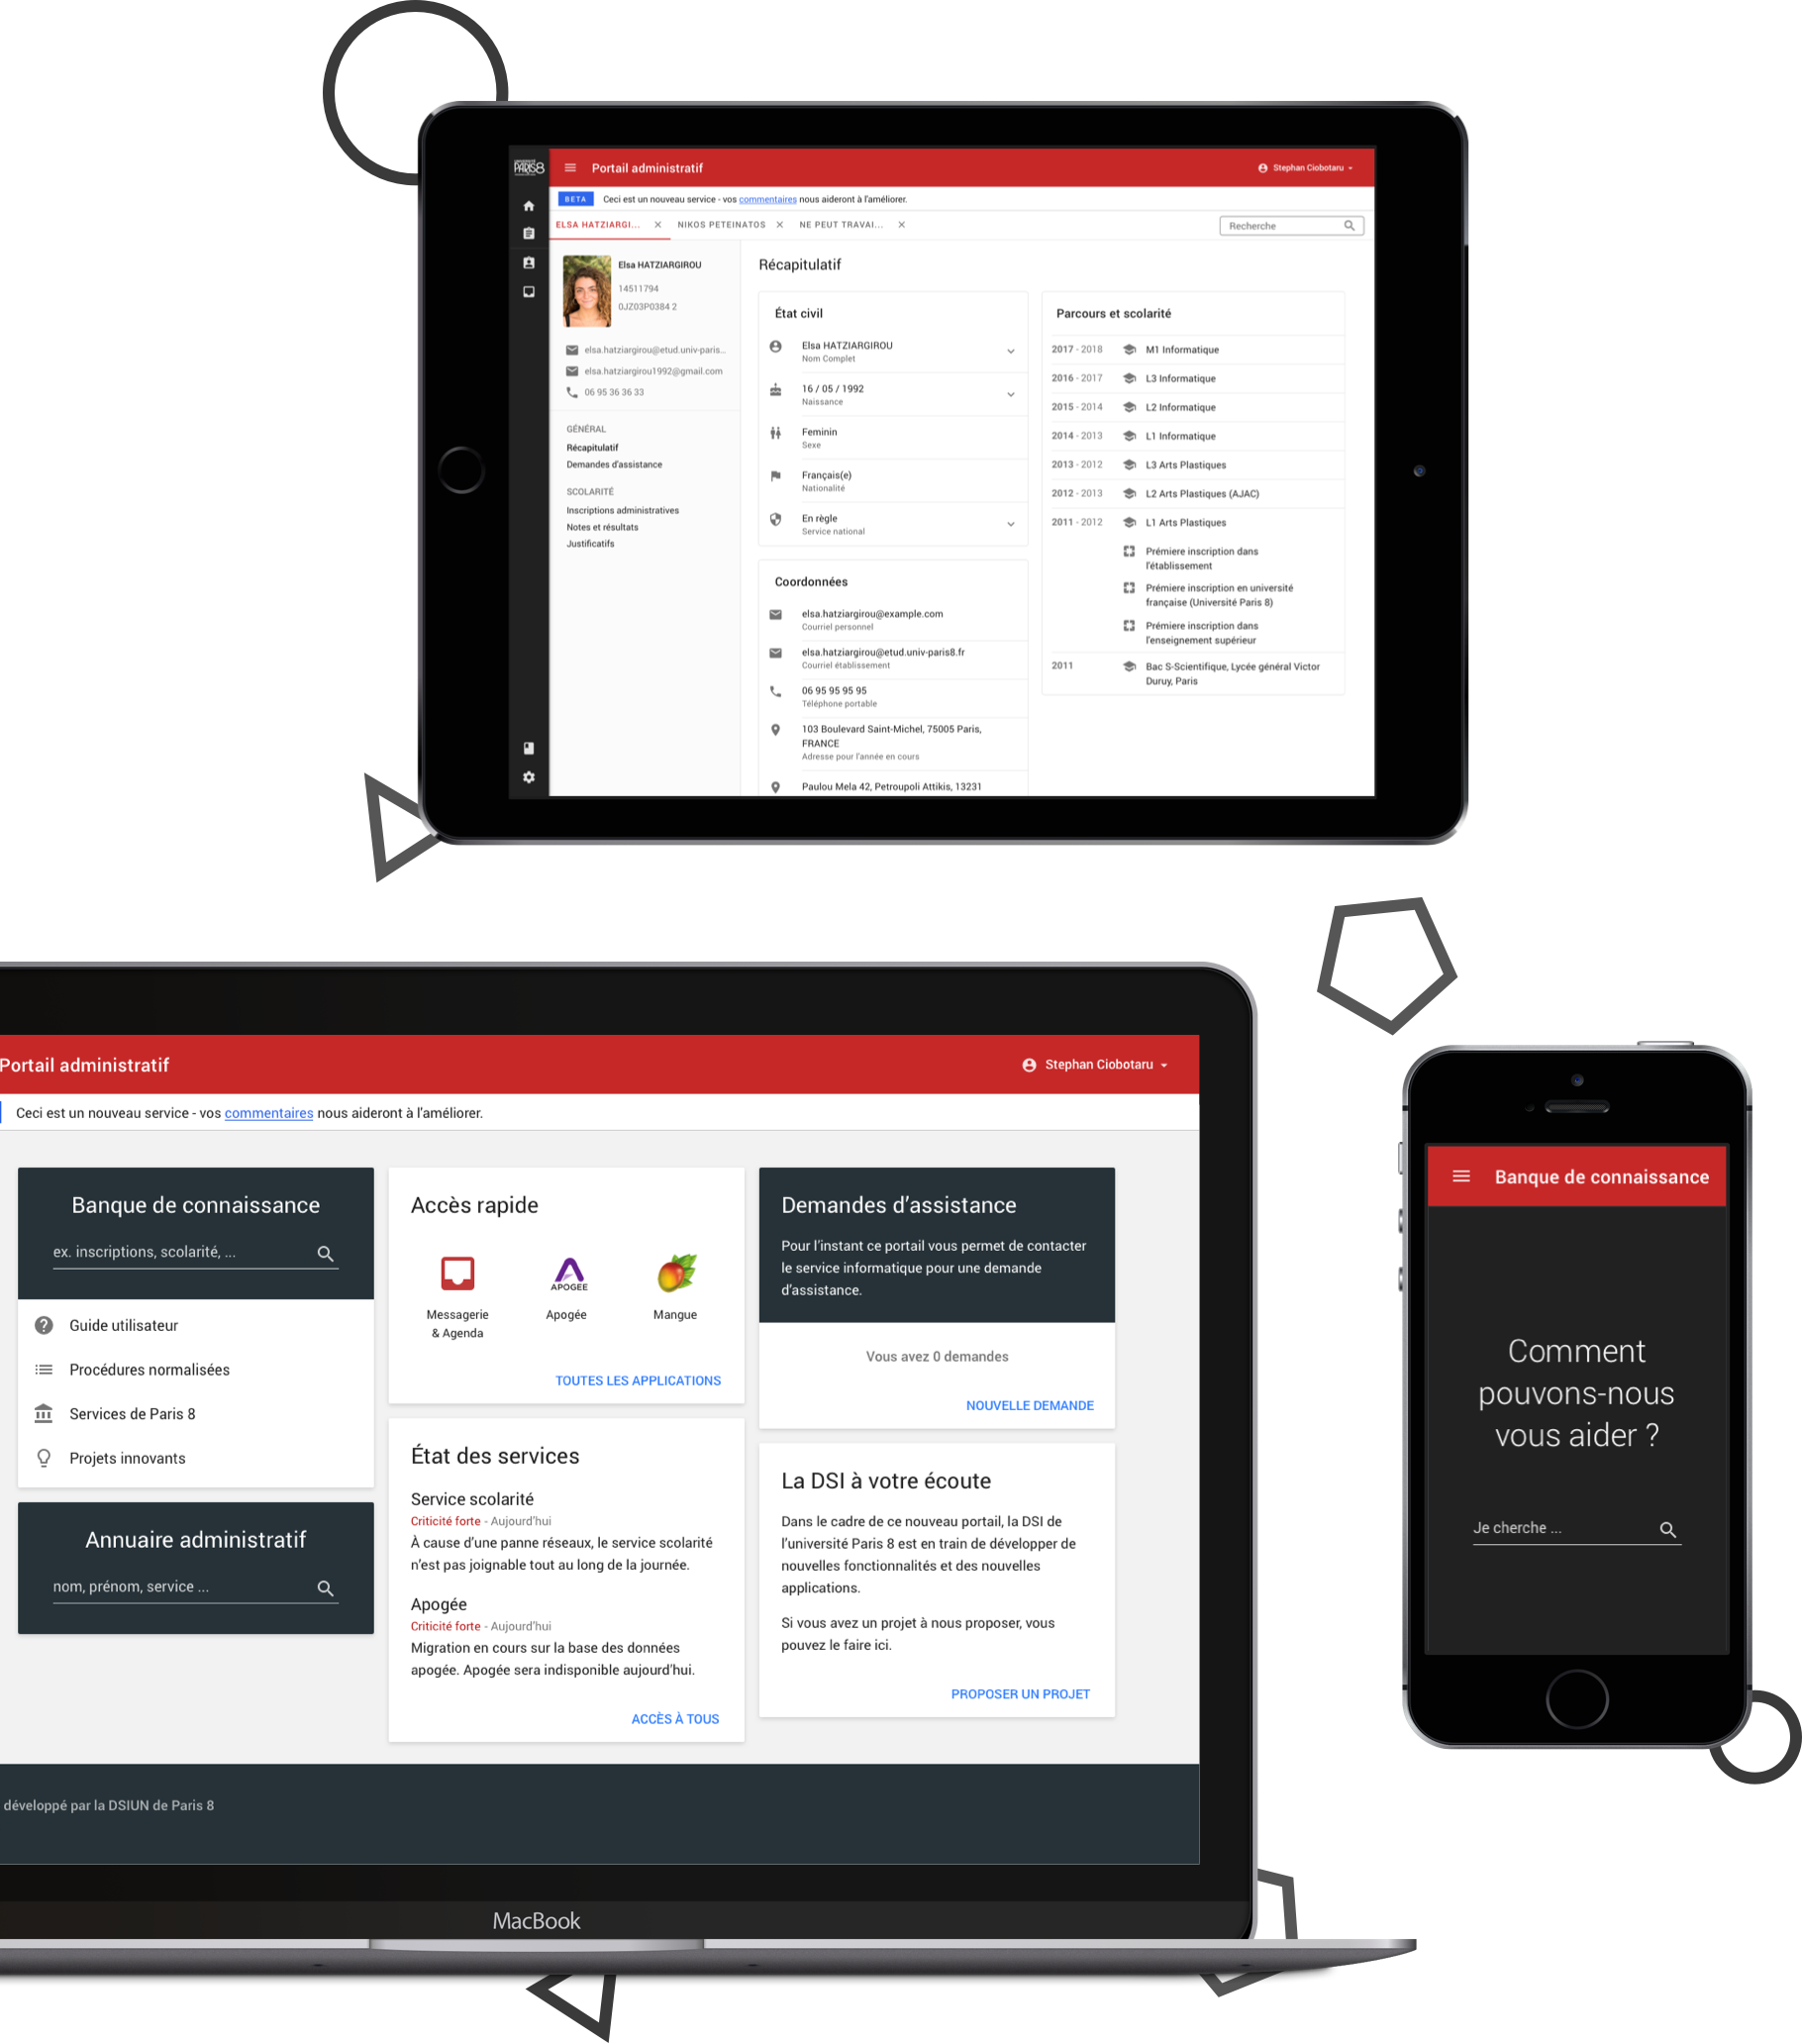 UNIVERSITÉ
PARIS8
Portail administratif
Stephan Ciobotaru
BETA
Ceci est un nouveau service - vos commentaires nous aideront à l'améliorer.
ELSA HATZIARGI...
NIKOS PETEINATOS
NE PEUT TRAVAI...
Recherche
Elsa HATZIARGIROU
14511794
0JZ03P0384 2
elsa.hatziargirou@etud.univ-paris...
elsa.hatziargirou1992@gmail.com
06 95 36 36 33
GÉNÉRAL
Récapitulatif
Demandes d'assistance
SCOLARITÉ
Inscriptions administratives
Notes et résultats
Justificatifs
Récapitulatif
État civil
Elsa HATZIARGIROU
Nom Complet
16 / 05 / 1992
Naissance
Feminin
Sexe
Français(e)
Nationalité
En règle
Service national
Coordonnées
elsa.hatziargirou@example.com
Courriel personnel
elsa.hatziargirou@etud.univ-paris8.fr
Courriel établissement
06 95 95 95 95
Téléphone portable
103 Boulevard Saint-Michel, 75005 Paris,
FRANCE
Adresse pour l'année en cours
Paulou Mela 42, Petroupoli Attikis, 13231
Parcours et scolarité
2017 - 2018 M1 Informatique
2016 - 2017 L3 Informatique
2015 - 2014 L2 Informatique
2014 - 2013 L1 Informatique
2013 - 2012 L3 Arts Plastiques
2012 - 2013 L2 Arts Plastiques (AJAC)
2011 - 2012 L1 Arts Plastiques
Prémiere inscription dans
l'établissement
Prémiere inscription en université
française (Université Paris 8)
Prémiere inscription dans
l'enseignement supérieur
2011 Bac S-Scientifique, Lycée général Victor
Duruy, Paris
Portail administratif
Stephan Ciobotaru
Ceci est un nouveau service - vos commentaires nous aideront à l'améliorer.
Banque de connaissance
ex. inscriptions, scolarité, ...
Guide utilisateur
Procédures normalisées
Services de Paris 8
Projets innovants
Annuaire administratif
nom, prénom, service ...
Accès rapide
APOGEE
Messagerie
& Agenda
Apogée
Mangue
TOUTES LES APPLICATIONS
État des services
Service scolarité
Criticité forte - Aujourd'hui
À cause d'une panne réseaux, le service scolarité
n'est pas joignable tout au long de la journée.
Apogée
Criticité forte - Aujourd'hui
Migration en cours sur la base des données
apogée. Apogée sera indisponible aujourd'hui.
ACCÈS À TOUS
Demandes d'assistance
Pour l'instant ce portail vous permet de contacter
le service informatique pour une demande
d'assistance.
Vous avez 0 demandes
NOUVELLE DEMANDE
La DSI à votre écoute
Dans le cadre de ce nouveau portail, la DSI de
l'université Paris 8 est en train de développer de
nouvelles fonctionnalités et des nouvelles
applications.
Si vous avez un projet à nous proposer, vous
pouvez le faire ici.
PROPOSER UN PROJET
développé par la DSIUN de Paris 8
MacBook
Banque de connaissance
Comment
pouvons-nous
vous aider ?
Je cherche ...